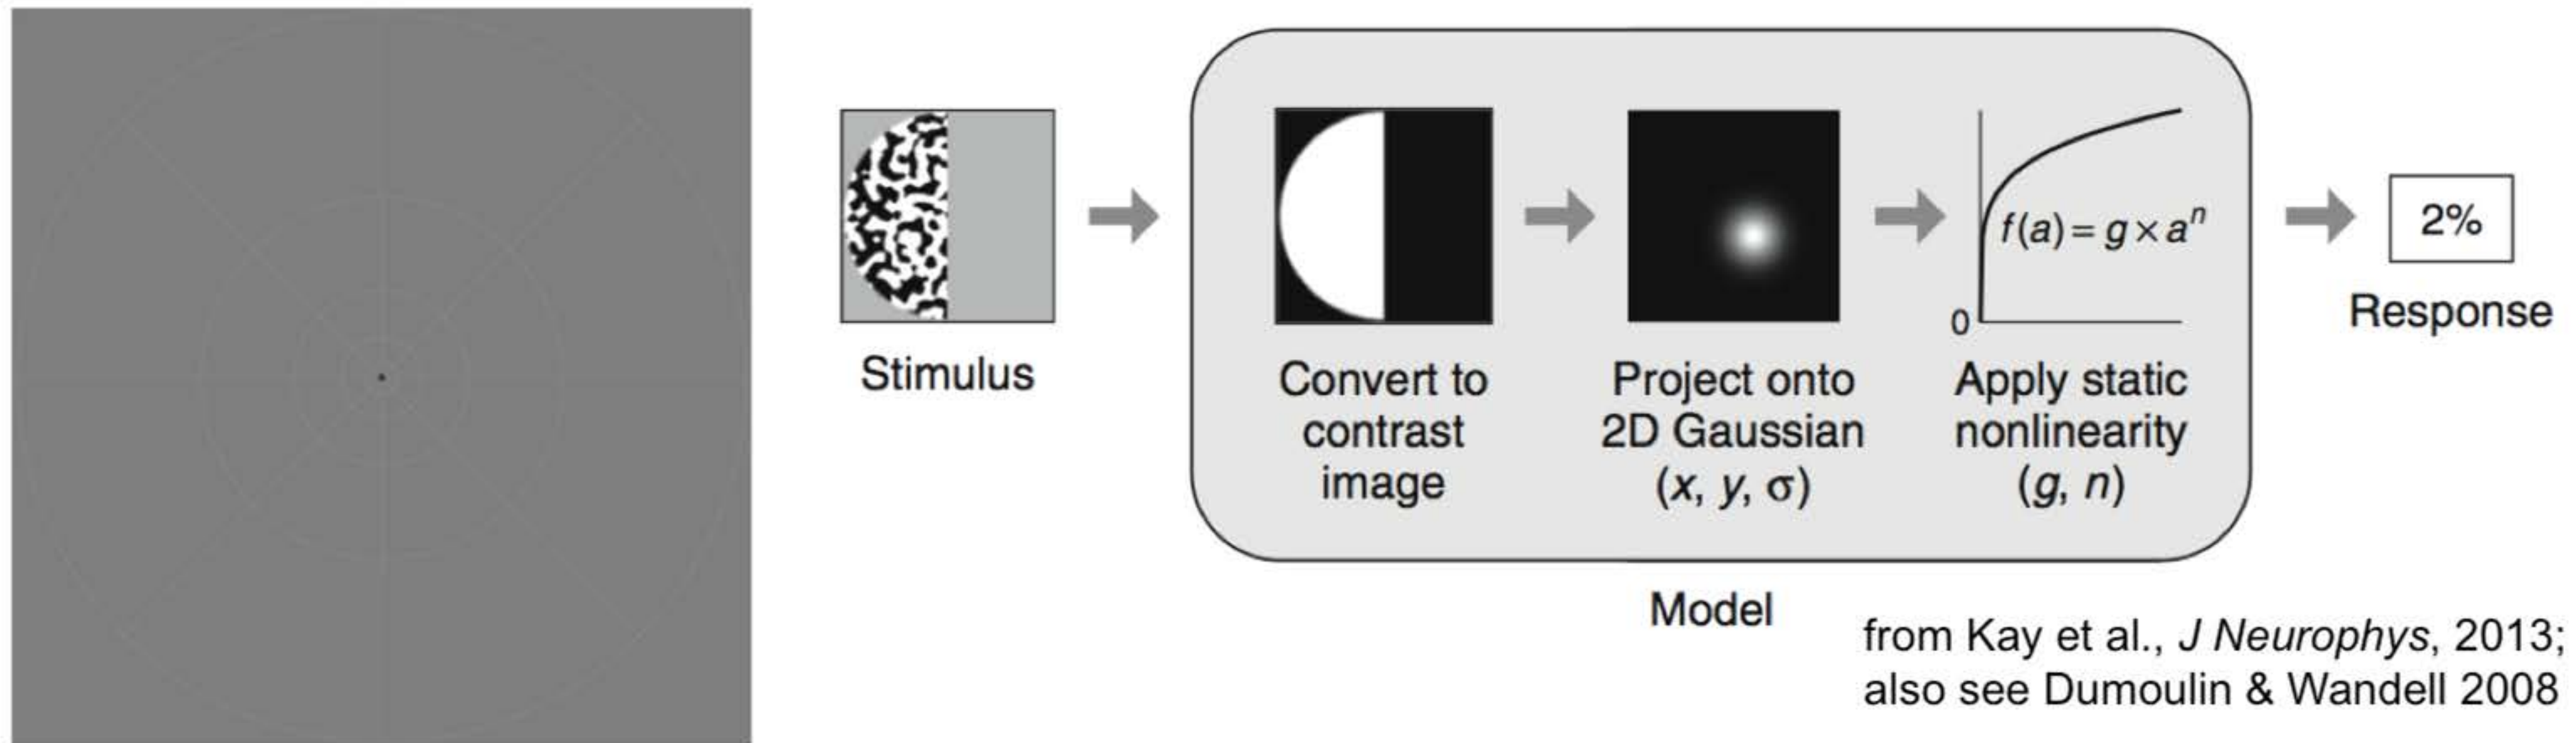 Stimulus
Convert to
contrast
image
Project onto
2D Gaussian
(x, y, σ)
0
f(a) = g × aⁿ
Apply static
nonlinearity
(g, n)
2%
Response
Model
from Kay et al., J Neurophys, 2013;
also see Dumoulin & Wandell 2008